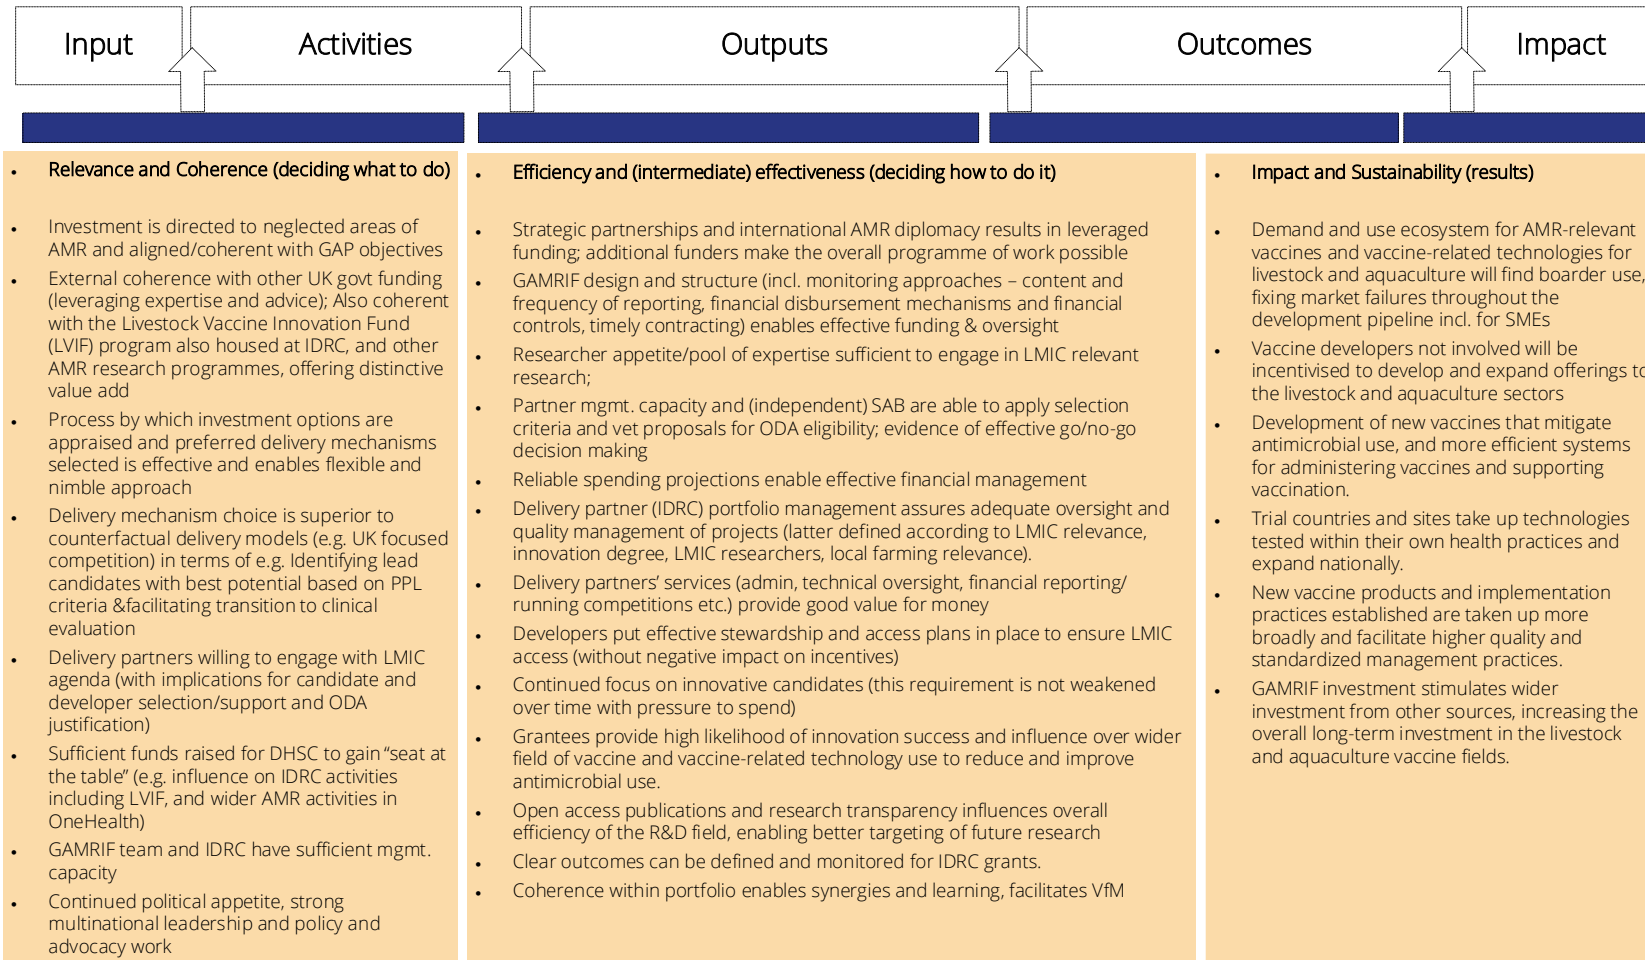 Input
Activities
Outputs
Outcomes
Impact
• Relevance and Coherence (deciding what to do)
• Investment is directed to neglected areas of
AMR and aligned/coherent with GAP objectives
• External coherence with other UK govt funding
(leveraging expertise and advice); Also coherent
with the Livestock Vaccine Innovation Fund
(LVIF) program also housed at IDRC, and other
AMR research programmes, offering distinctive
value add
• Process by which investment options are
appraised and preferred delivery mechanisms
selected is effective and enables flexible and
nimble approach
• Delivery mechanism choice is superior to
counterfactual delivery models (e.g. UK focused
competition) in terms of e.g. Identifying lead
candidates with best potential based on PPL
criteria &facilitating transition to clinical
evaluation
• Delivery partners willing to engage with LMIC
agenda (with implications for candidate and
developer selection/support and ODA
justification)
• Sufficient funds raised for DHSC to gain “seat at
the table” (e.g. influence on IDRC activities
including LVIF, and wider AMR activities in
OneHealth)
• GAMRIF team and IDRC have sufficient mgmt.
capacity
• Continued political appetite, strong
multinational leadership and policy and
advocacy work
• Efficiency and (intermediate) effectiveness (deciding how to do it)
• Strategic partnerships and international AMR diplomacy results in leveraged
funding; additional funders make the overall programme of work possible
• GAMRIF design and structure (incl. monitoring approaches – content and
frequency of reporting, financial disbursement mechanisms and financial
controls, timely contracting) enables effective funding & oversight
• Researcher appetite/pool of expertise sufficient to engage in LMIC relevant
research;
• Partner mgmt. capacity and (independent) SAB are able to apply selection
criteria and vet proposals for ODA eligibility; evidence of effective go/no-go
decision making
• Reliable spending projections enable effective financial management
• Delivery partner (IDRC) portfolio management assures adequate oversight and
quality management of projects (latter defined according to LMIC relevance,
innovation degree, LMIC researchers, local farming relevance).
• Delivery partners’ services (admin, technical oversight, financial reporting/
running competitions etc.) provide good value for money
• Developers put effective stewardship and access plans in place to ensure LMIC
access (without negative impact on incentives)
• Continued focus on innovative candidates (this requirement is not weakened
over time with pressure to spend)
• Grantees provide high likelihood of innovation success and influence over wider
field of vaccine and vaccine-related technology use to reduce and improve
antimicrobial use.
• Open access publications and research transparency influences overall
efficiency of the R&D field, enabling better targeting of future research
• Clear outcomes can be defined and monitored for IDRC grants.
• Coherence within portfolio enables synergies and learning, facilitates VfM
• Impact and Sustainability (results)
• Demand and use ecosystem for AMR-relevant
vaccines and vaccine-related technologies for
livestock and aquaculture will find boarder use,
fixing market failures throughout the
development pipeline incl. for SMEs
• Vaccine developers not involved will be
incentivised to develop and expand offerings to
the livestock and aquaculture sectors
• Development of new vaccines that mitigate
antimicrobial use, and more efficient systems
for administering vaccines and supporting
vaccination.
• Trial countries and sites take up technologies
tested within their own health practices and
expand nationally.
• New vaccine products and implementation
practices established are taken up more
broadly and facilitate higher quality and
standardized management practices.
• GAMRIF investment stimulates wider
investment from other sources, increasing the
overall long-term investment in the livestock
and aquaculture vaccine fields.